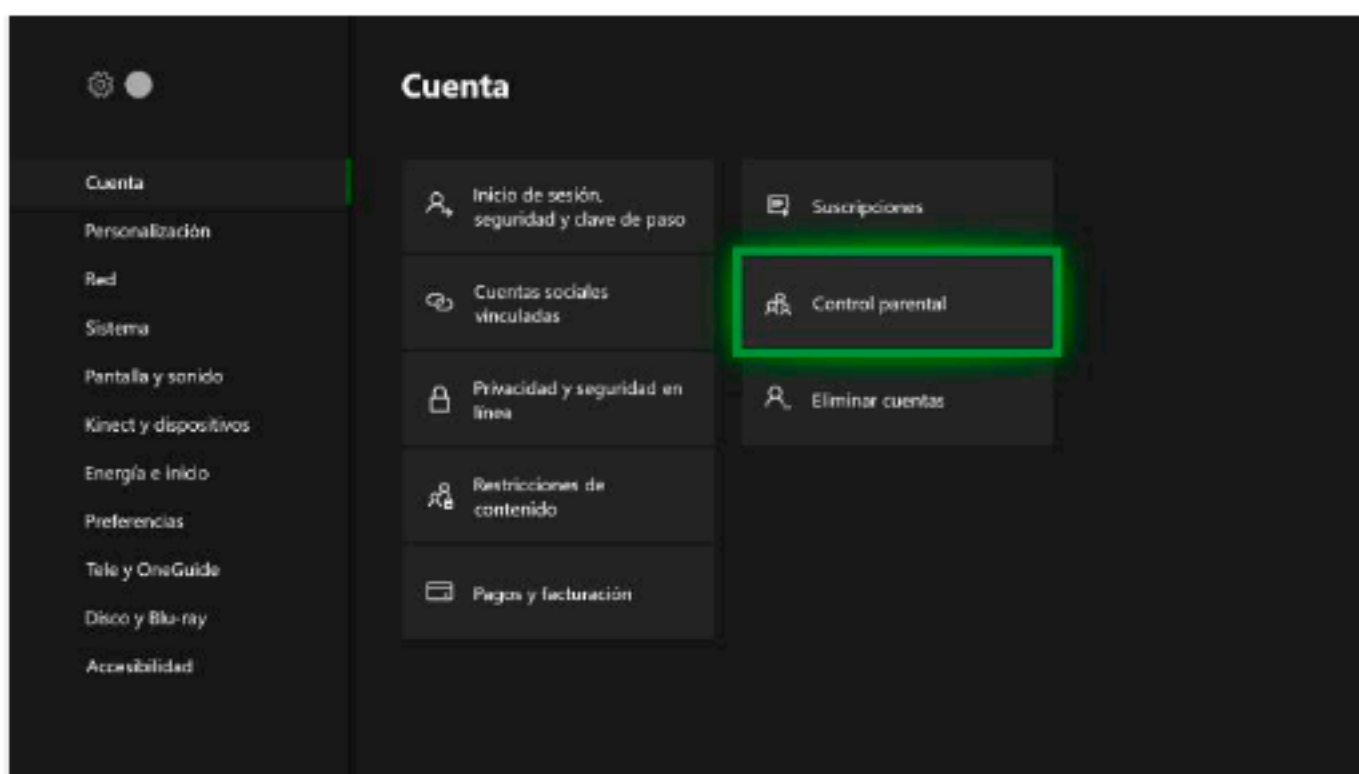 Cuenta
Cuenta
Personalización
Red
Sistema
Pantalla y sonido
Kinect y dispositivos
Energía e inicio
Preferencias
Tele y OneGuide
Disco y Blu-ray
Accesibilidad
Inicio de sesión,
seguridad y clave de paso
Cuentas sociales
vinculadas
Privacidad y seguridad en
línea
Restricciones de
contenido
Pagos y facturación
Suscripciones
Control parental
Eliminar cuentas